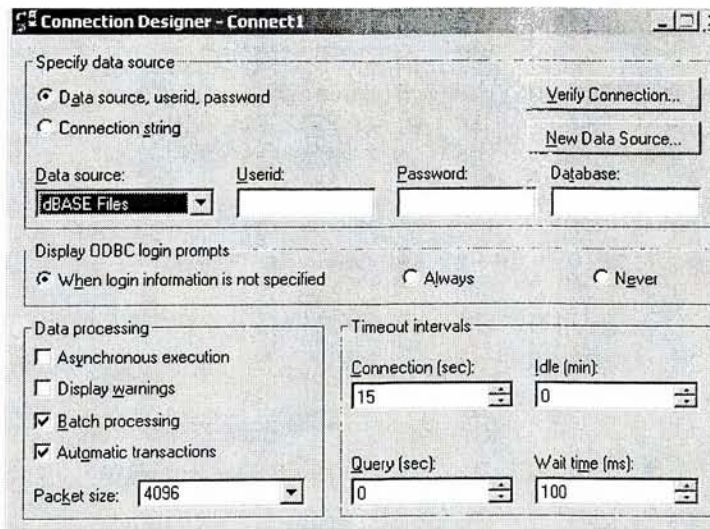 Connection Designer - Connect1
Specify data source
Data source, userid, password
Verify Connection...
Connection string
New Data Source...
Data source:
Userid:
Password:
Database:
dBASE Files
Display ODBC login prompts
When login information is not specified
Always
Never
Data processing
Asynchronous execution
Display warnings
Batch processing
Automatic transactions
Packet size:
4096
Timeout intervals
Connection (sec):
Idle (min):
15
0
Query (sec):
Wait time (ms):
0
100